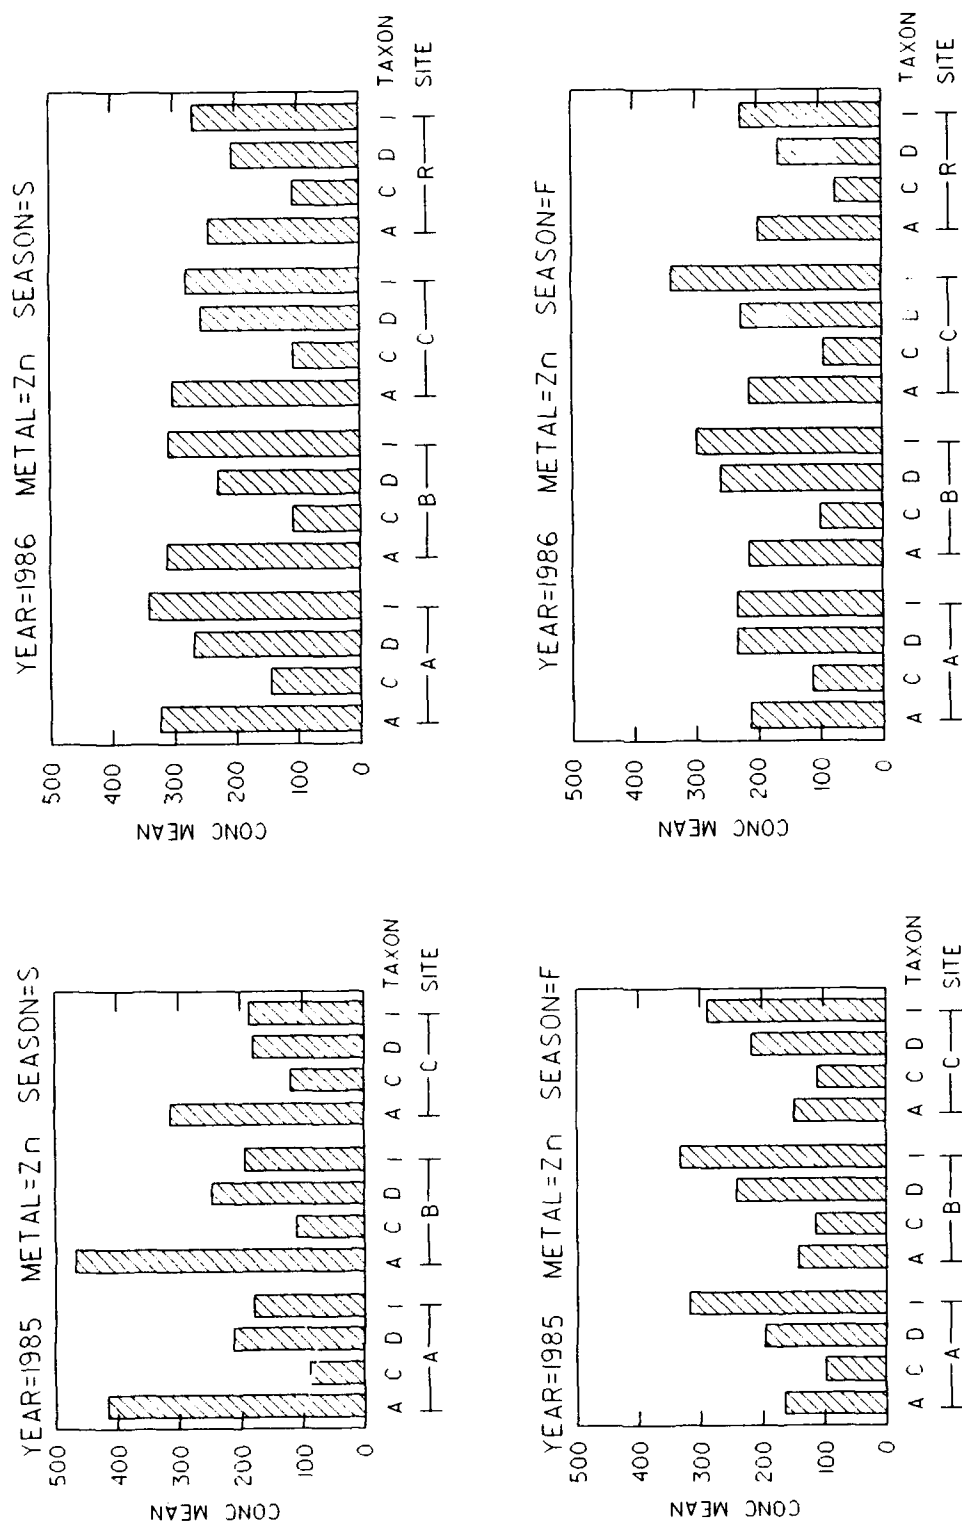 YEAR=1985 METAL=Zn SEASON=S
500
400
300
200
100
0
CONC MEAN
A C D I A C D I A C D I TAXON
A B C SITE
YEAR=1986 METAL=Zn SEASON=S
500
400
300
200
100
0
CONC MEAN
A C D I A C D I A C D I A C D I TAXON
A B C R SITE
YEAR=1985 METAL=Zn SEASON=F
500
400
300
200
100
0
CONC MEAN
A C D I A C D I A C D I TAXON
A B C SITE
YEAR=1986 METAL=Zn SEASON=F
500
400
300
200
100
0
CONC MEAN
A C D I A C D I A C D I A C D I TAXON
A B C R SITE